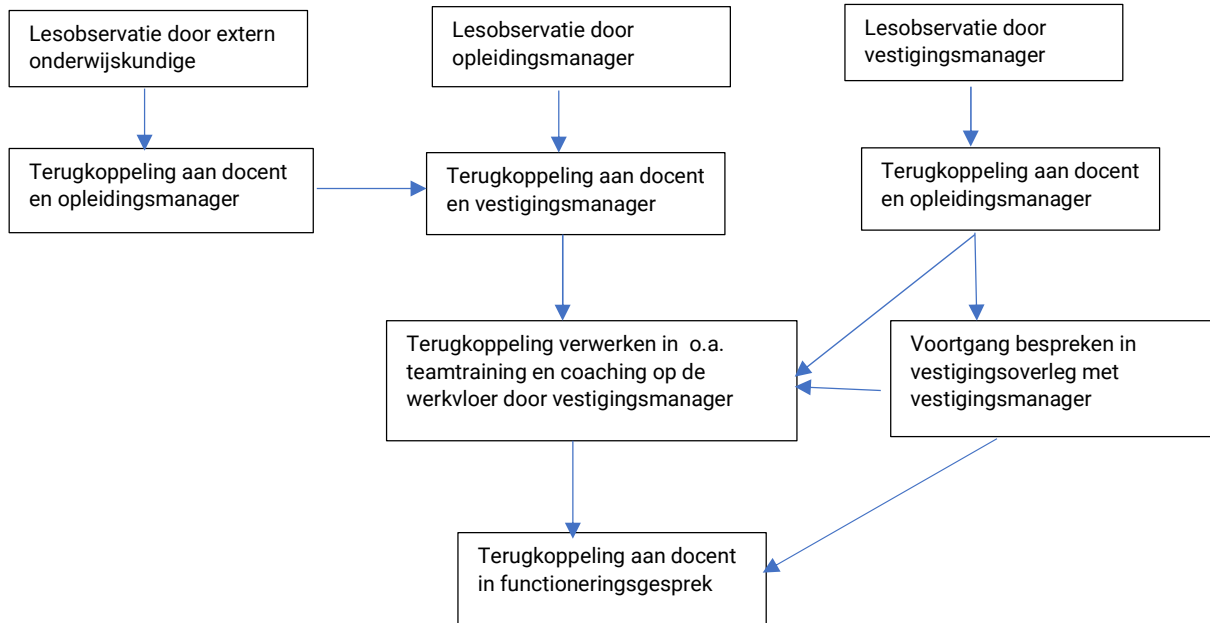 Lesobservatie door extern
onderwijskundige
Lesobservatie door
opleidingsmanager
Lesobservatie door
vestigingsmanager
Terugkoppeling aan docent
en opleidingsmanager
Terugkoppeling aan docent
en vestigingsmanager
Terugkoppeling aan docent
en opleidingsmanager
Terugkoppeling verwerken in o.a.
teamtraining en coaching op de
werkvloer door vestigingsmanager
Voortgang bespreken in
vestigingsoverleg met
vestigingsmanager
Terugkoppeling aan docent
in functioneringsgesprek